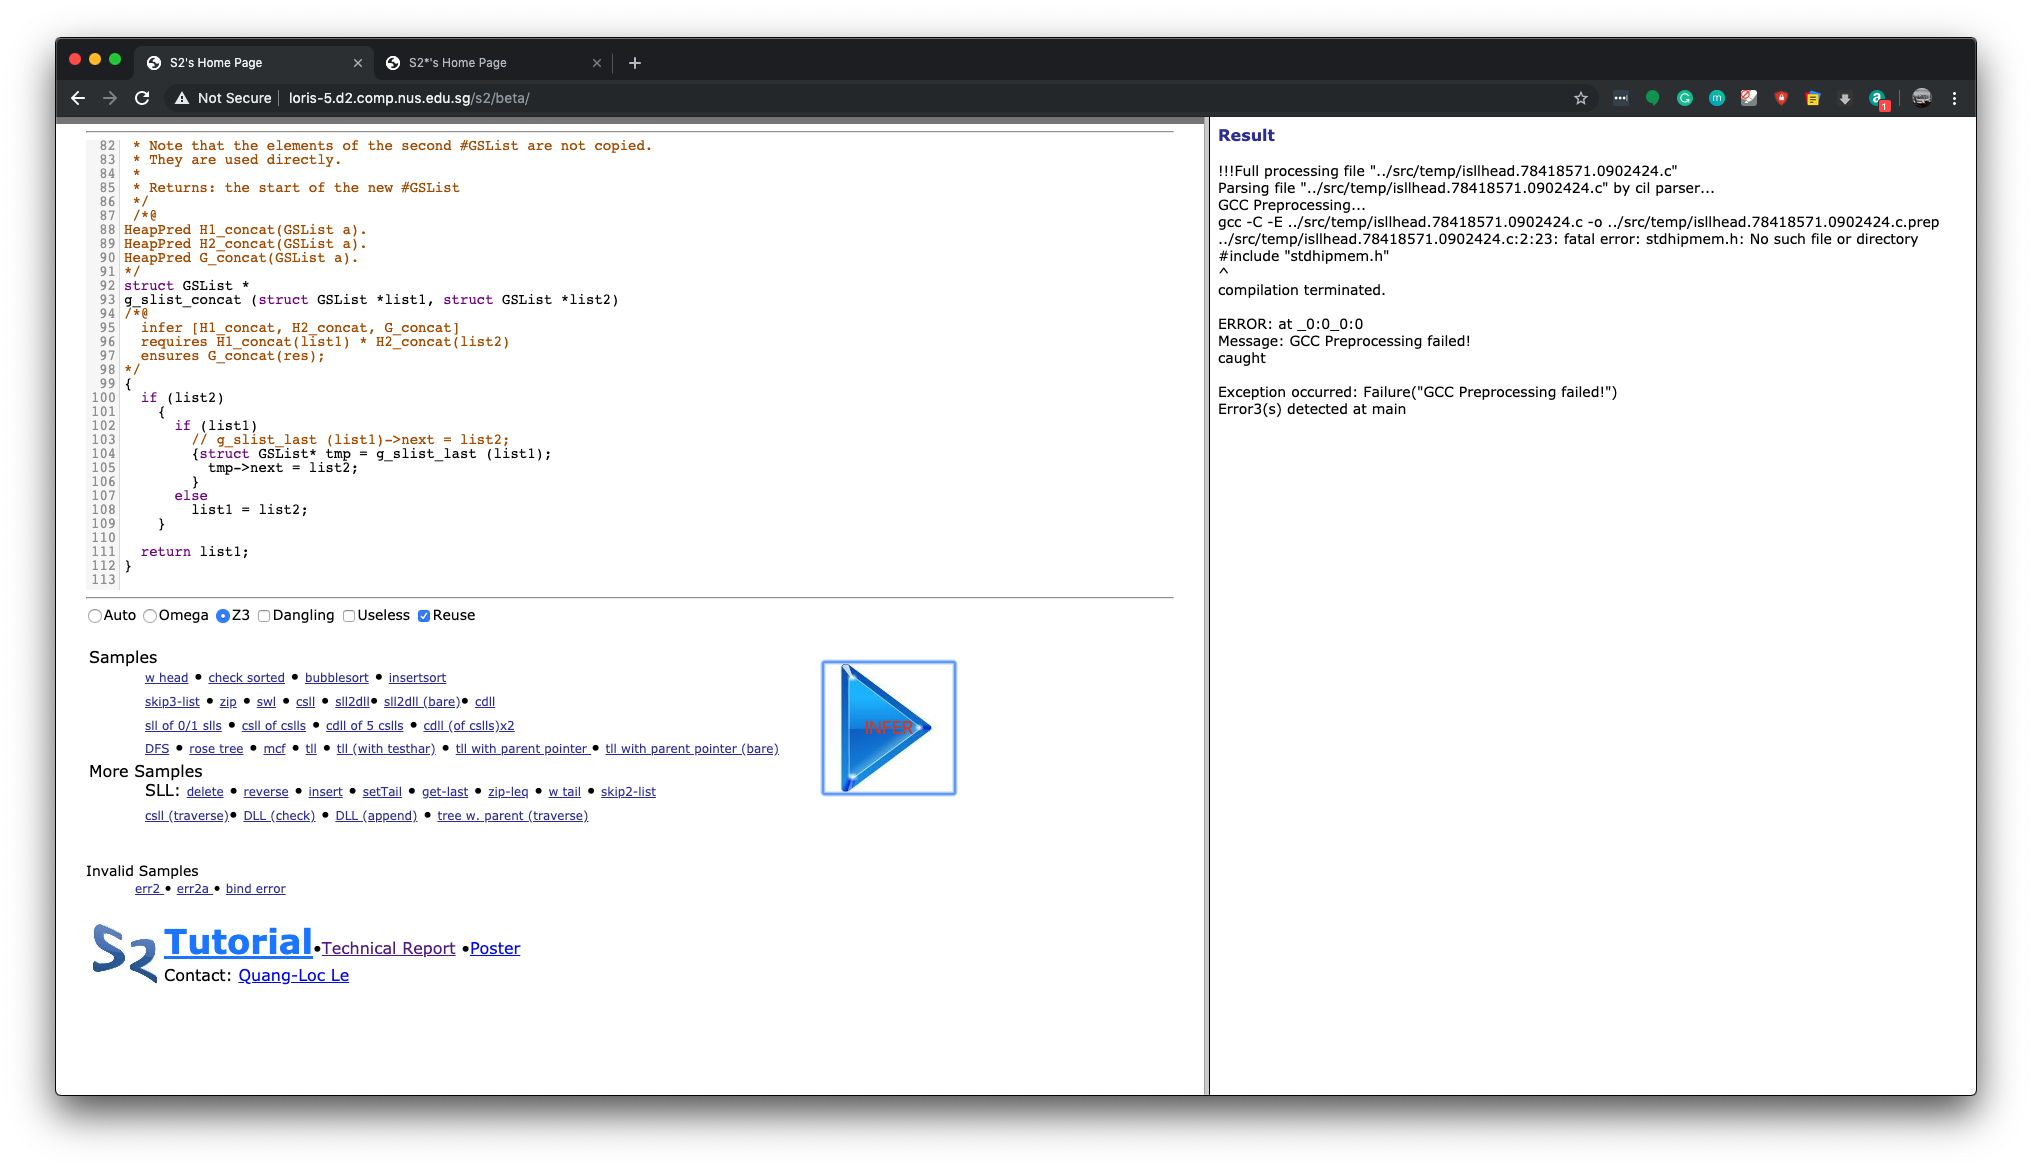 S2's Home Page
S2*'s Home Page
Not Secure
loris-5.d2.comp.nus.edu.sg/s2/beta/
1
82  * Note that the elements of the second #GSList are not copied.
83  * They are used directly.
84  *
85  * Returns: the start of the new #GSList
86  */
87  /*@
88 HeapPred H1_concat(GSList a).
89 HeapPred H2_concat(GSList a).
90 HeapPred G_concat(GSList a).
91 */
92 struct GSList *
93 g_slist_concat (struct GSList *list1, struct GSList *list2)
94 /*@
95   infer [H1_concat, H2_concat, G_concat]
96   requires H1_concat(list1) * H2_concat(list2)
97   ensures G_concat(res);
98 */
99 {
100   if (list2)
101     {
102       if (list1)
103         // g_slist_last (list1)->next = list2;
104         {struct GSList* tmp = g_slist_last (list1);
105           tmp->next = list2;
106         }
107       else
108         list1 = list2;
109     }
110
111   return list1;
112 }
113
Auto Omega Z3 Dangling Useless Reuse
Samples
w head • check sorted • bubblesort • insertsort
skip3-list • zip • swl • csll • sll2dll• sll2dll (bare)• cdll
sll of 0/1 slls • csll of cslls • cdll of 5 cslls • cdll (of cslls)x2
DFS • rose tree • mcf • tll • tll (with testhar) • tll with parent pointer • tll with parent pointer (bare)
More Samples
SLL: delete • reverse • insert • setTail • get-last • zip-leq • w tail • skip2-list
csll (traverse)• DLL (check) • DLL (append) • tree w. parent (traverse)
INFER
Invalid Samples
err2 • err2a • bind error
S2 Tutorial•Technical Report •Poster
Contact: Quang-Loc Le
Result
!!!Full processing file "../src/temp/isllhead.78418571.0902424.c"
Parsing file "../src/temp/isllhead.78418571.0902424.c" by cil parser...
GCC Preprocessing...
gcc -C -E ../src/temp/isllhead.78418571.0902424.c -o ../src/temp/isllhead.78418571.0902424.c.prep
../src/temp/isllhead.78418571.0902424.c:2:23: fatal error: stdhipmem.h: No such file or directory
#include "stdhipmem.h"
^
compilation terminated.
ERROR: at _0:0_0:0
Message: GCC Preprocessing failed!
caught
Exception occurred: Failure("GCC Preprocessing failed!")
Error3(s) detected at main